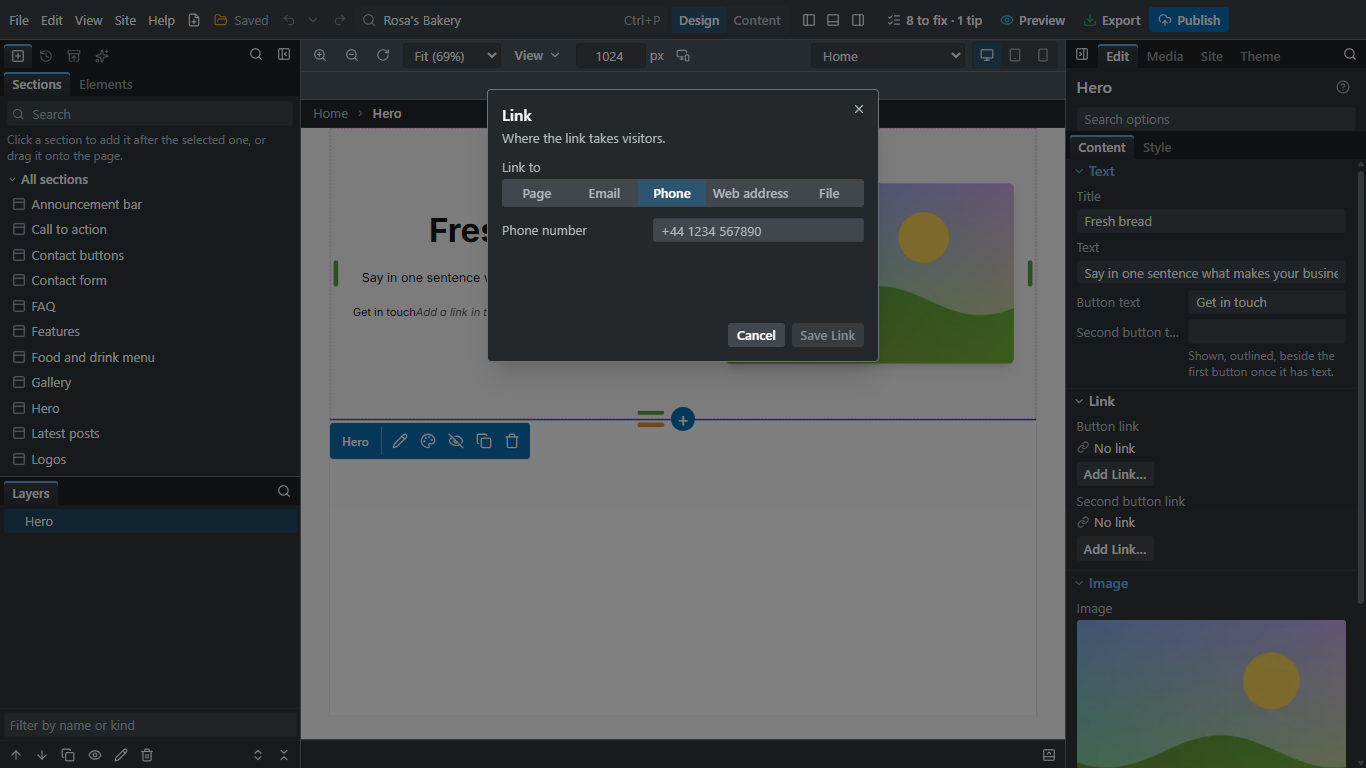 File Edit View Site Help Saved Rosa's Bakery Ctrl+P Design Content 8 to fix · 1 tip Preview Export Publish
Fit (69%) View 1024 px Home
Edit Media Site Theme
Sections Elements
Search
Click a section to add it after the selected one, or
drag it onto the page.
All sections
Announcement bar
Call to action
Contact buttons
Contact form
FAQ
Features
Food and drink menu
Gallery
Hero
Latest posts
Logos
Layers
Hero
Filter by name or kind
Home › Hero
Fres
Say in one sentence
Get in touchAdd a link in t
Hero
Link
Where the link takes visitors.
Link to
Page Email Phone Web address File
Phone number +44 1234 567890
Cancel Save Link
Hero
Search options
Content Style
Text
Title
Fresh bread
Text
Say in one sentence what makes your busine
Button text Get in touch
Second button t...
Shown, outlined, beside the
first button once it has text.
Link
Button link
No link
Add Link...
Second button link
No link
Add Link...
Image
Image